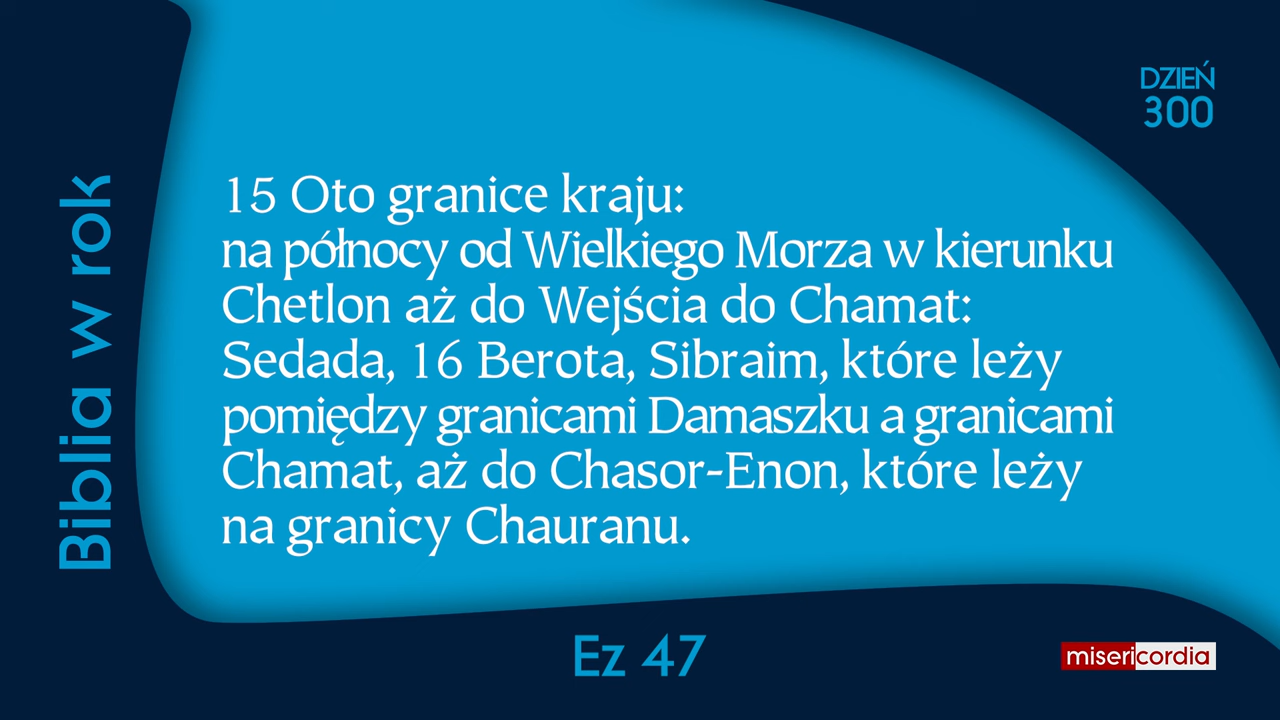 DZIEŃ
300
Biblia w rok
15 Oto granice kraju:
na północy od Wielkiego Morza w kierunku
Chetlon aż do Wejścia do Chamat:
Sedada, 16 Berota, Sibraim, które leży
pomiędzy granicami Damaszku a granicami
Chamat, aż do Chasor-Enon, które leży
na granicy Chauranu.
Ez 47
misericordia